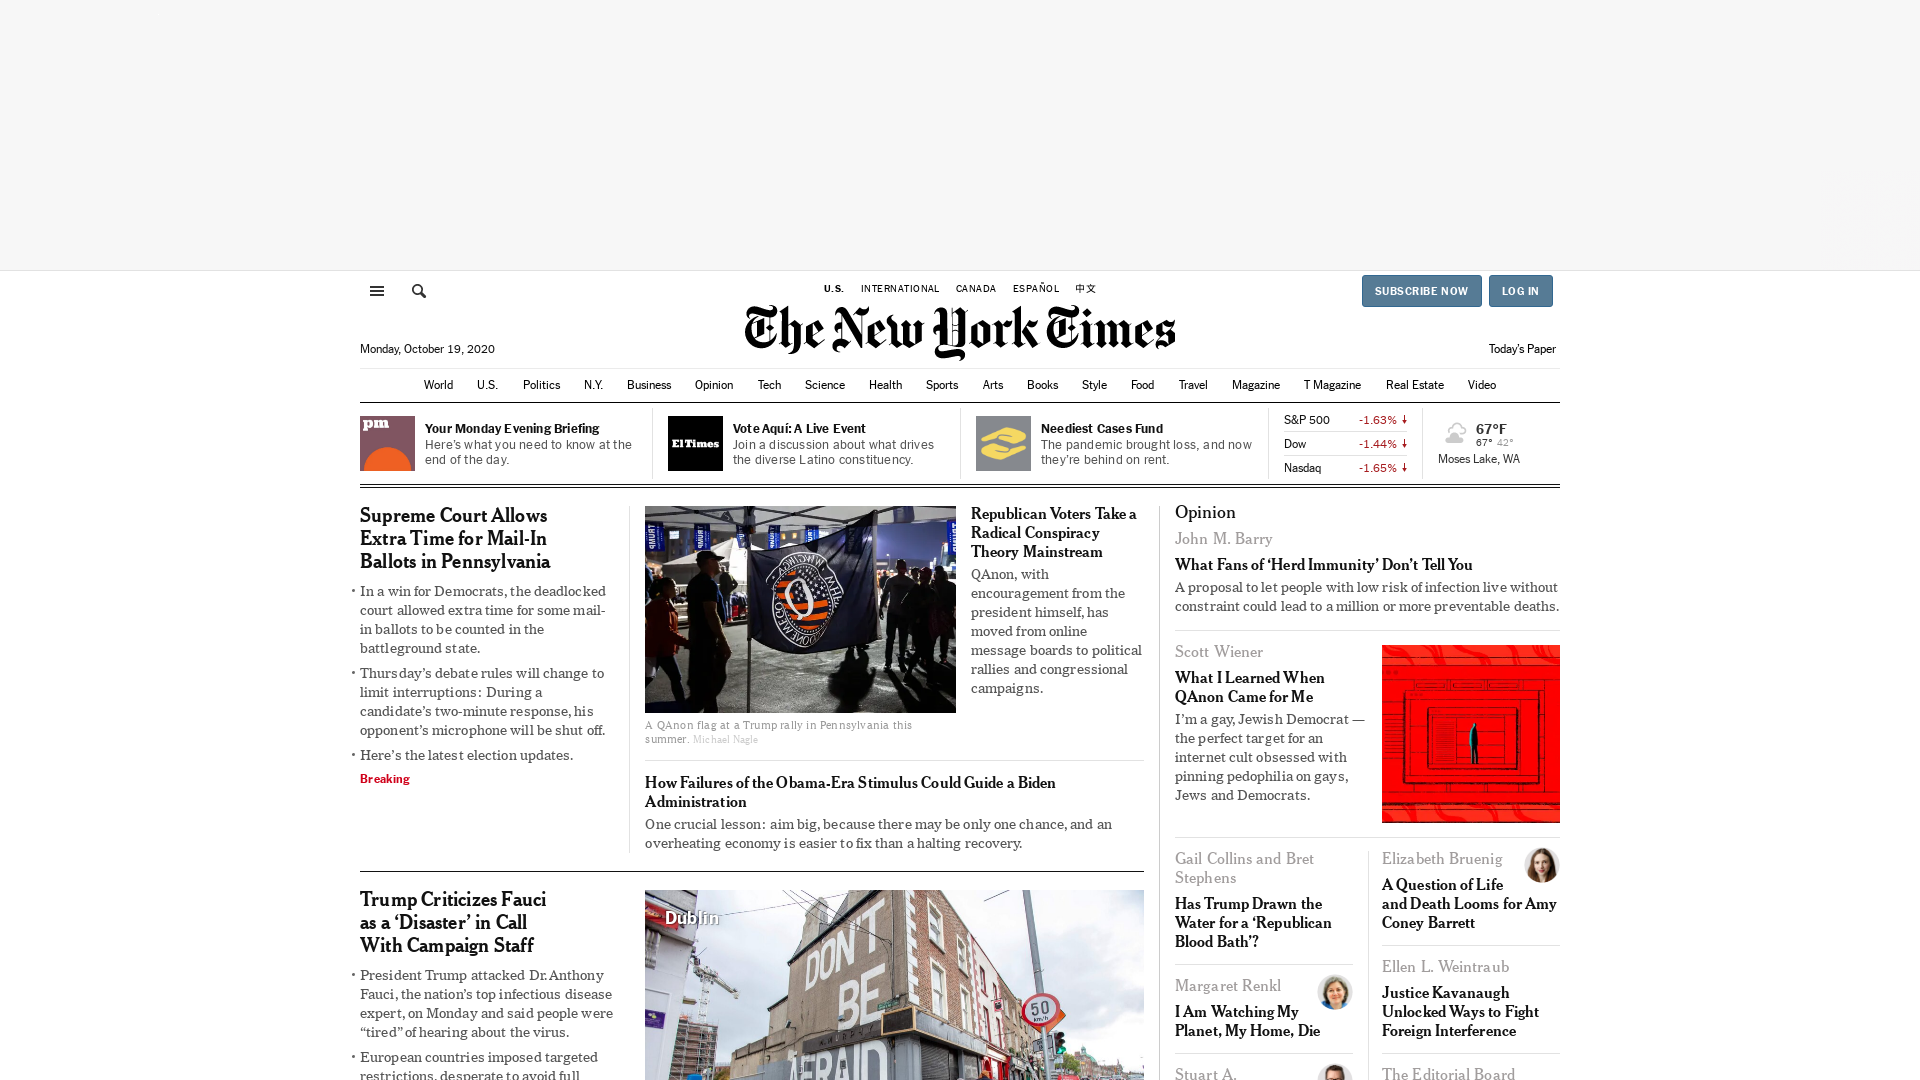 U.S. INTERNATIONAL CANADA ESPAÑOL 中文
SUBSCRIBE NOW LOG IN
The New York Times
Monday, October 19, 2020
Today's Paper
World U.S. Politics N.Y. Business Opinion Tech Science Health Sports Arts Books Style Food Travel Magazine T Magazine Real Estate Video
pm
Your Monday Evening Briefing
Here's what you need to know at the
end of the day.
El Times
Vote Aquí: A Live Event
Join a discussion about what drives
the diverse Latino constituency.
Neediest Cases Fund
The pandemic brought loss, and now
they're behind on rent.
S&P 500 -1.63%
Dow -1.44%
Nasdaq -1.65%
67°F
67° 42°
Moses Lake, WA
Supreme Court Allows
Extra Time for Mail-In
Ballots in Pennsylvania
• In a win for Democrats, the deadlocked
court allowed extra time for some mail-
in ballots to be counted in the
battleground state.
• Thursday's debate rules will change to
limit interruptions: During a
candidate's two-minute response, his
opponent's microphone will be shut off.
• Here's the latest election updates.
Breaking
A QAnon flag at a Trump rally in Pennsylvania this
summer. Michael Nagle
Republican Voters Take a
Radical Conspiracy
Theory Mainstream
QAnon, with
encouragement from the
president himself, has
moved from online
message boards to political
rallies and congressional
campaigns.
How Failures of the Obama-Era Stimulus Could Guide a Biden
Administration
One crucial lesson: aim big, because there may be only one chance, and an
overheating economy is easier to fix than a halting recovery.
Trump Criticizes Fauci
as a ‘Disaster’ in Call
With Campaign Staff
• President Trump attacked Dr. Anthony
Fauci, the nation's top infectious disease
expert, on Monday and said people were
“tired” of hearing about the virus.
• European countries imposed targeted
restrictions, desperate to avoid full
Dublin
DON'T
BE
AFRAID
50
km/h
Opinion
John M. Barry
What Fans of ‘Herd Immunity’ Don't Tell You
A proposal to let people with low risk of infection live without
constraint could lead to a million or more preventable deaths.
Scott Wiener
What I Learned When
QAnon Came for Me
I'm a gay, Jewish Democrat —
the perfect target for an
internet cult obsessed with
pinning pedophilia on gays,
Jews and Democrats.
Gail Collins and Bret
Stephens
Has Trump Drawn the
Water for a ‘Republican
Blood Bath’?
Margaret Renkl
I Am Watching My
Planet, My Home, Die
Stuart A.
Elizabeth Bruenig
A Question of Life
and Death Looms for Amy
Coney Barrett
Ellen L. Weintraub
Justice Kavanaugh
Unlocked Ways to Fight
Foreign Interference
The Editorial Board